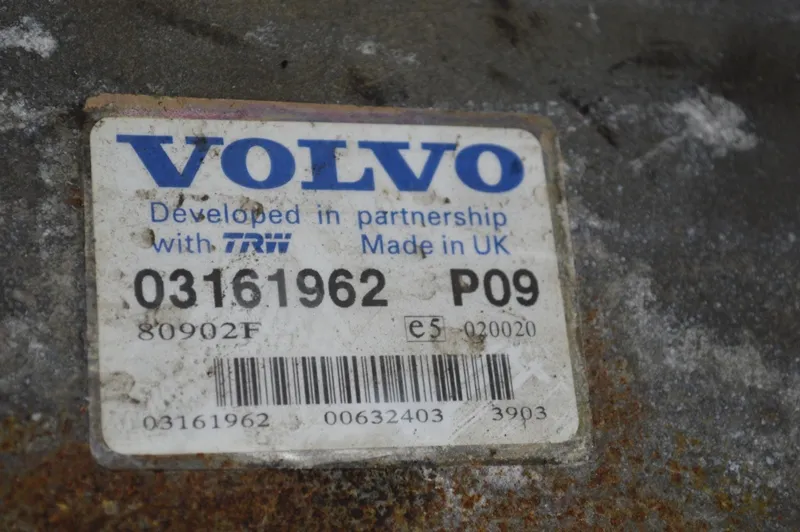 VOLVO
Developed in partnership
with TRW Made in UK
03161962 P09
80902F e5 020020
03161962 00632403 3903